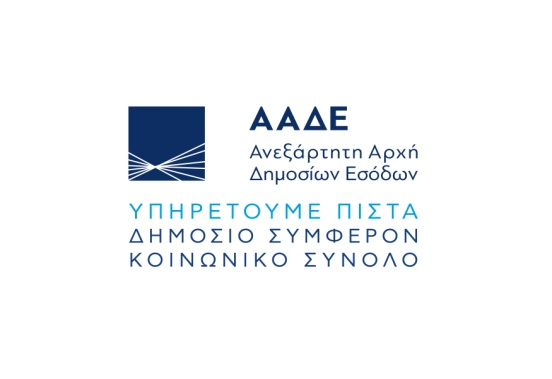 ΑΑΔΕ
Ανεξάρτητη Αρχή
Δημοσίων Εσόδων
ΥΠΗΡΕΤΟΥΜΕ ΠΙΣΤΑ
ΔΗΜΟΣΙΟ ΣΥΜΦΕΡΟΝ
ΚΟΙΝΩΝΙΚΟ ΣΥΝΟΛΟ